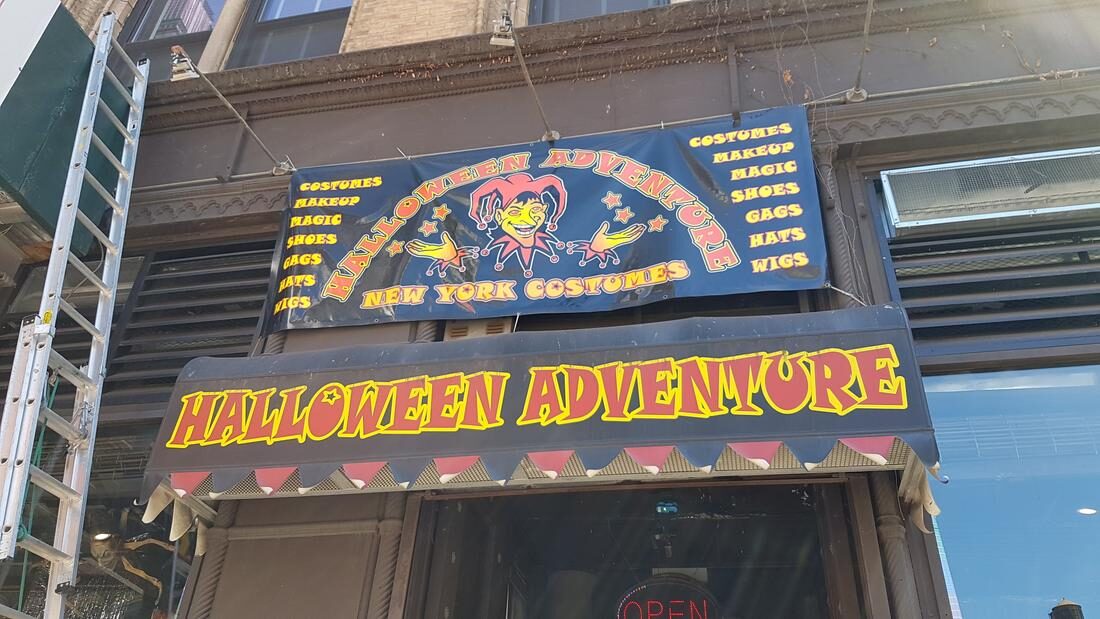 HALLOWEEN ADVENTURE
NEW YORK COSTUMES
COSTUMES
MAKEUP
MAGIC
SHOES
GAGS
HATS
WIGS
COSTUMES
MAKEUP
MAGIC
SHOES
GAGS
HATS
WIGS
HALLOWEEN ADVENTURE
OPEN